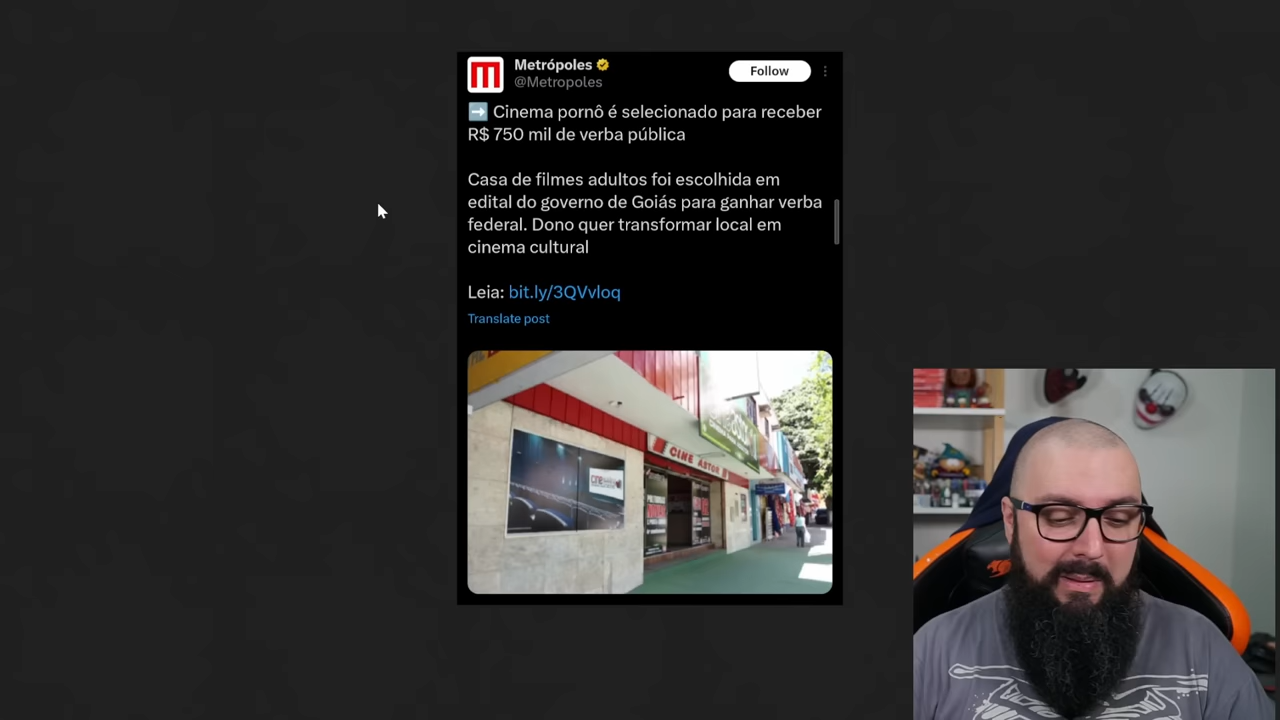 Metrópoles
@Metropoles
Follow
➡️ Cinema pornô é selecionado para receber
R$ 750 mil de verba pública
Casa de filmes adultos foi escolhida em
edital do governo de Goiás para ganhar verba
federal. Dono quer transformar local em
cinema cultural
Leia: bit.ly/3QVvloq
Translate post
CINE ASTOR
cine